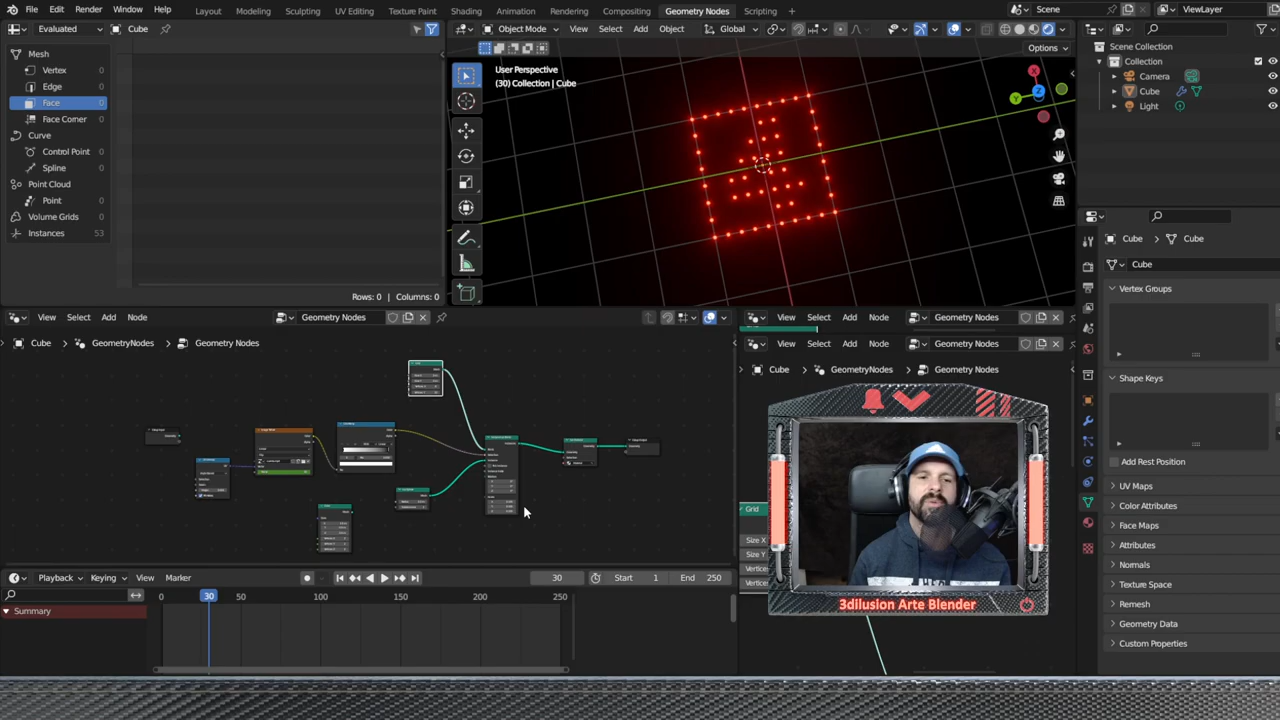 File Edit Render Window Help Layout Modeling Sculpting UV Editing Texture Paint Shading Animation Rendering Compositing Geometry Nodes Scripting Scene ViewLayer
Evaluated Cube Object Mode View Select Add Object Global
Mesh
Vertex 0
Edge 0
Face 0
Face Corner 0
Curve
Control Point 0
Spline 0
Point Cloud
Point 0
Volume Grids 0
Instances 53
Rows: 0 | Columns: 0
Options
User Perspective
(30) Collection | Cube
X
Y
Z
Scene Collection
Collection
Camera
Cube
Light
Cube Cube
Cube
Vertex Groups
Shape Keys
Add Rest Position
UV Maps
Color Attributes
Face Maps
Attributes
Normals
Texture Space
Remesh
Geometry Data
Custom Properties
View Select Add Node Geometry Nodes
Cube GeometryNodes Geometry Nodes
View Select Add Node Geometry Nodes
View Select Add Node Geometry Nodes
Cube GeometryNodes Geometry Nodes
Grid
Size X
Size Y
Vertices
Vertices
3dilusion Arte Blender
Playback Keying View Marker 30 Start 1 End 250
0 30 50 100 150 200 250
Summary